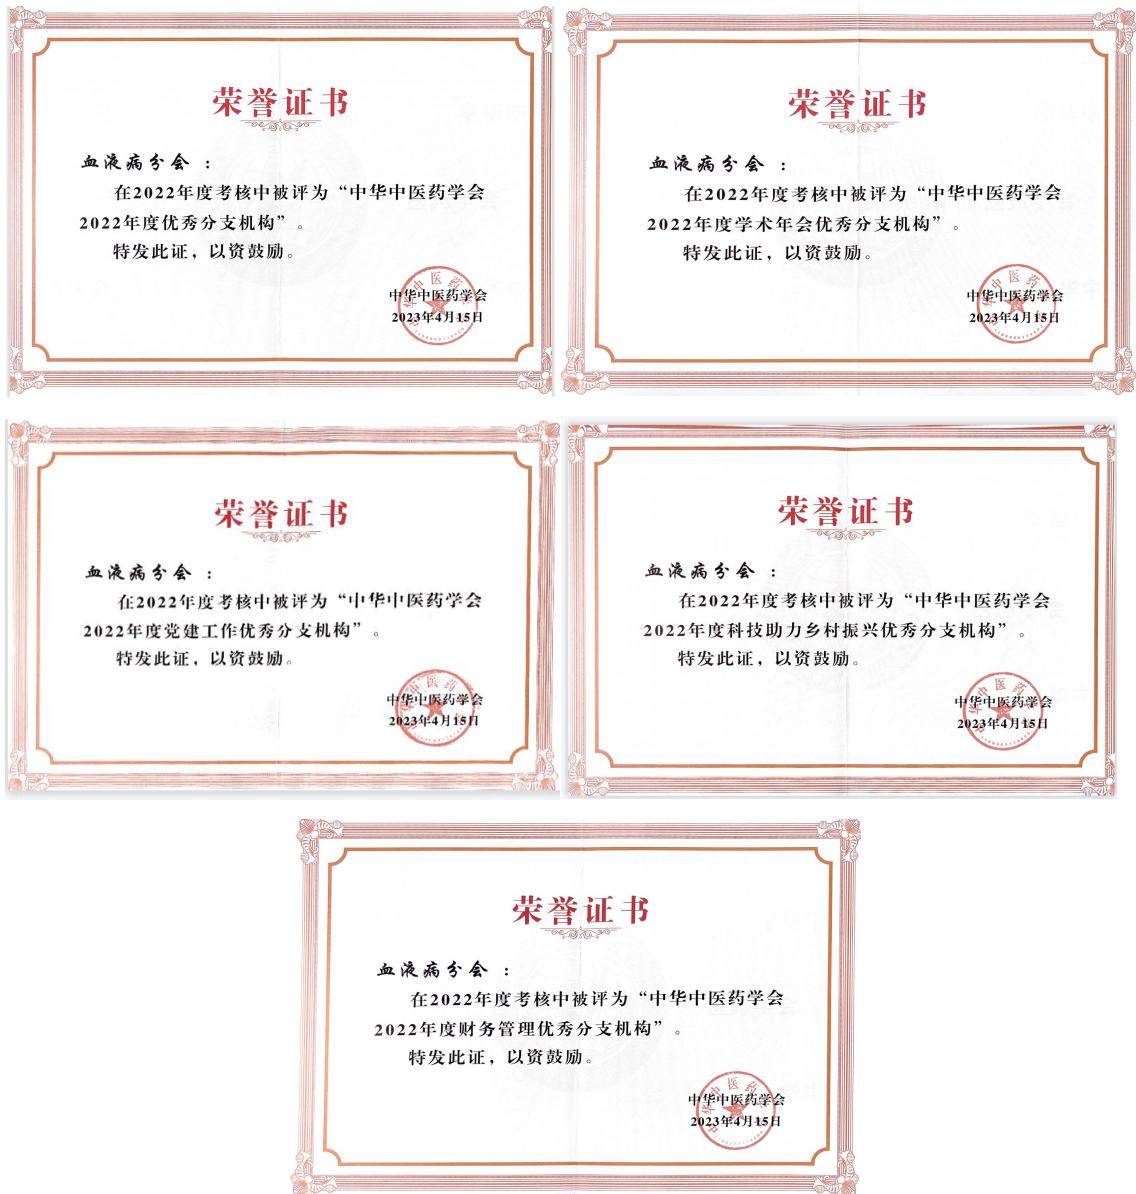 荣誉证书
血液病分会：
在2022年度考核中被评为“中华中医药学会
2022年度优秀分支机构”。
特发此证，以资鼓励。
中华中医药学会
2023年4月15日
荣誉证书
血液病分会：
在2022年度考核中被评为“中华中医药学会
2022年度学术年会优秀分支机构”。
特发此证，以资鼓励。
中华中医药学会
2023年4月15日
荣誉证书
血液病分会：
在2022年度考核中被评为“中华中医药学会
2022年度党建工作优秀分支机构”。
特发此证，以资鼓励。
中华中医药学会
2023年4月15日
荣誉证书
血液病分会：
在2022年度考核中被评为“中华中医药学会
2022年度科技助力乡村振兴优秀分支机构”。
特发此证，以资鼓励。
中华中医药学会
2023年4月15日
荣誉证书
血液病分会：
在2022年度考核中被评为“中华中医药学会
2022年度财务管理优秀分支机构”。
特发此证，以资鼓励。
中华中医药学会
2023年4月15日